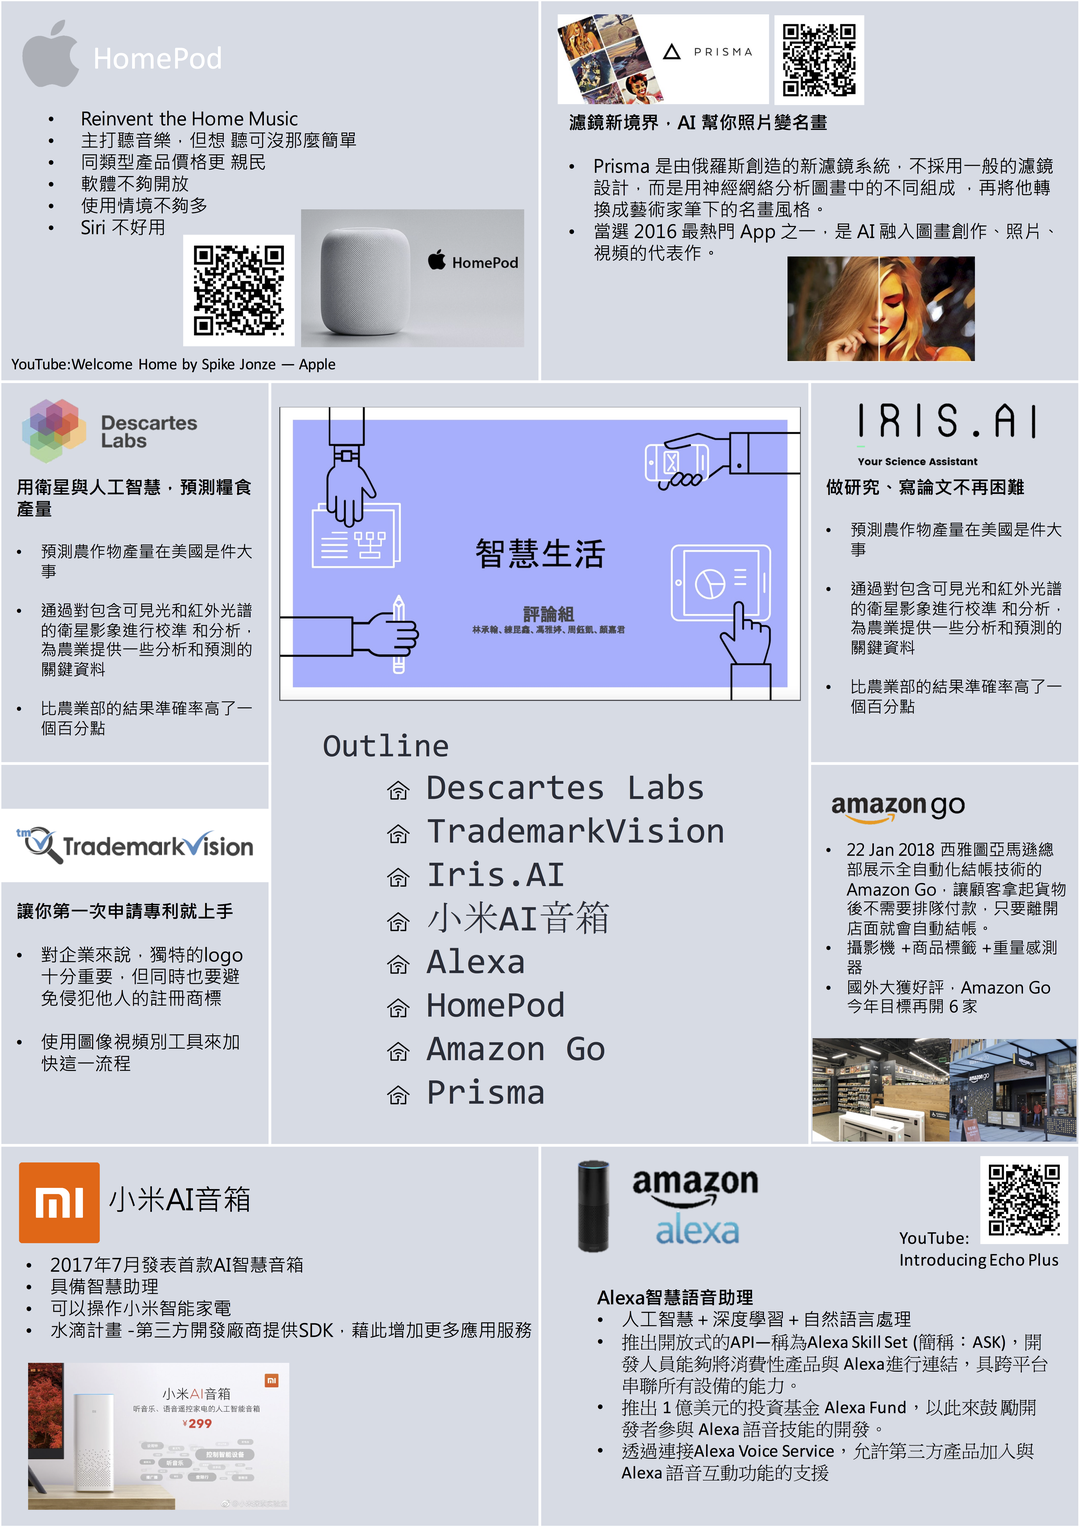 HomePod
• Reinvent the Home Music
• 主打聽音樂，但想 聽可沒那麼簡單
• 同類型產品價格更 親民
• 軟體不夠開放
• 使用情境不夠多
• Siri 不好用
HomePod
YouTube:Welcome Home by Spike Jonze — Apple
PRISMA
濾鏡新境界，AI 幫你照片變名畫
• Prisma 是由俄羅斯創造的新濾鏡系統，不採用一般的濾鏡
設計，而是用神經網絡分析圖畫中的不同組成 ，再將他轉
換成藝術家筆下的名畫風格。
• 當選 2016 最熱門 App 之一，是 AI 融入圖畫創作、照片、
視頻的代表作。
Descartes
Labs
用衛星與人工智慧，預測糧食
產量
• 預測農作物產量在美國是件大
事
• 通過對包含可見光和紅外光譜
的衛星影象進行校準 和分析，
為農業提供一些分析和預測的
關鍵資料
• 比農業部的結果準確率高了一
個百分點
智慧生活
評論組
林承翰、練昆鑫、馮雅婷、周鈺凱、顏嘉君
IRIS.AI
Your Science Assistant
做研究、寫論文不再困難
• 預測農作物產量在美國是件大
事
• 通過對包含可見光和紅外光譜
的衛星影象進行校準 和分析，
為農業提供一些分析和預測的
關鍵資料
• 比農業部的結果準確率高了一
個百分點
Outline
Descartes Labs
TrademarkVision
Iris.AI
小米AI音箱
Alexa
HomePod
Amazon Go
Prisma
tm TrademarkVision
讓你第一次申請專利就上手
• 對企業來說，獨特的logo
十分重要，但同時也要避
免侵犯他人的註冊商標
• 使用圖像視頻別工具來加
快這一流程
amazon go
• 22 Jan 2018 西雅圖亞馬遜總
部展示全自動化結帳技術的
Amazon Go，讓顧客拿起貨物
後不需要排隊付款，只要離開
店面就會自動結帳。
• 攝影機 +商品標籤 +重量感測
器
• 國外大獲好評，Amazon Go
今年目標再開 6 家
amazon go
mi 小米AI音箱
• 2017年7月發表首款AI智慧音箱
• 具備智慧助理
• 可以操作小米智能家電
• 水滴計畫 -第三方開發廠商提供SDK，藉此增加更多應用服務
mi
小米AI音箱
听音乐、语音遥控家电的人工智能音箱
¥299
控制智能设备
听音乐
amazon
alexa
YouTube:
Introducing Echo Plus
Alexa智慧語音助理
• 人工智慧 + 深度學習 + 自然語言處理
• 推出開放式的API—稱為Alexa Skill Set (簡稱：ASK)，開
發人員能夠將消費性產品與 Alexa進行連結，具跨平台
串聯所有設備的能力。
• 推出 1 億美元的投資基金 Alexa Fund，以此來鼓 勵開
發者參與 Alexa 語音技能的開發。
• 透過連接Alexa Voice Service，允許第三方產品加入與
Alexa 語音互動功能的支援